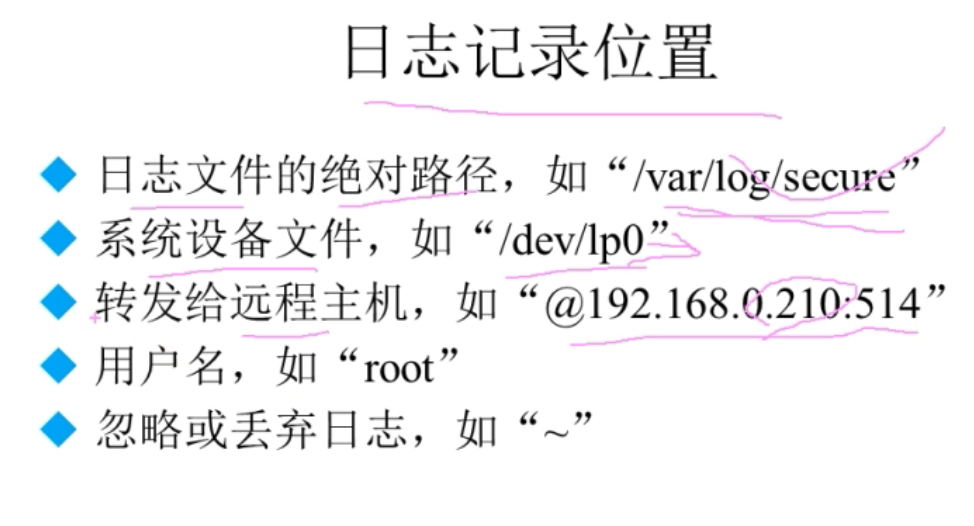 日志记录位置
日志文件的绝对路径，如“/var/log/secure”
系统设备文件，如“/dev/lp0”
转发给远程主机，如“@192.168.0.210:514”
用户名，如“root”
忽略或丢弃日志，如“~”